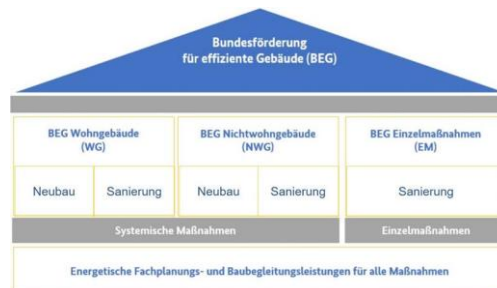 Bundesförderung
für effiziente Gebäude (BEG)
BEG Wohngebäude
(WG)
BEG Nichtwohngebäude
(NWG)
BEG Einzelmaßnahmen
(EM)
Neubau
Sanierung
Neubau
Sanierung
Sanierung
Systemische Maßnahmen
Einzelmaßnahmen
Energetische Fachplanungs- und Baubegleitungsleistungen für alle Maßnahmen